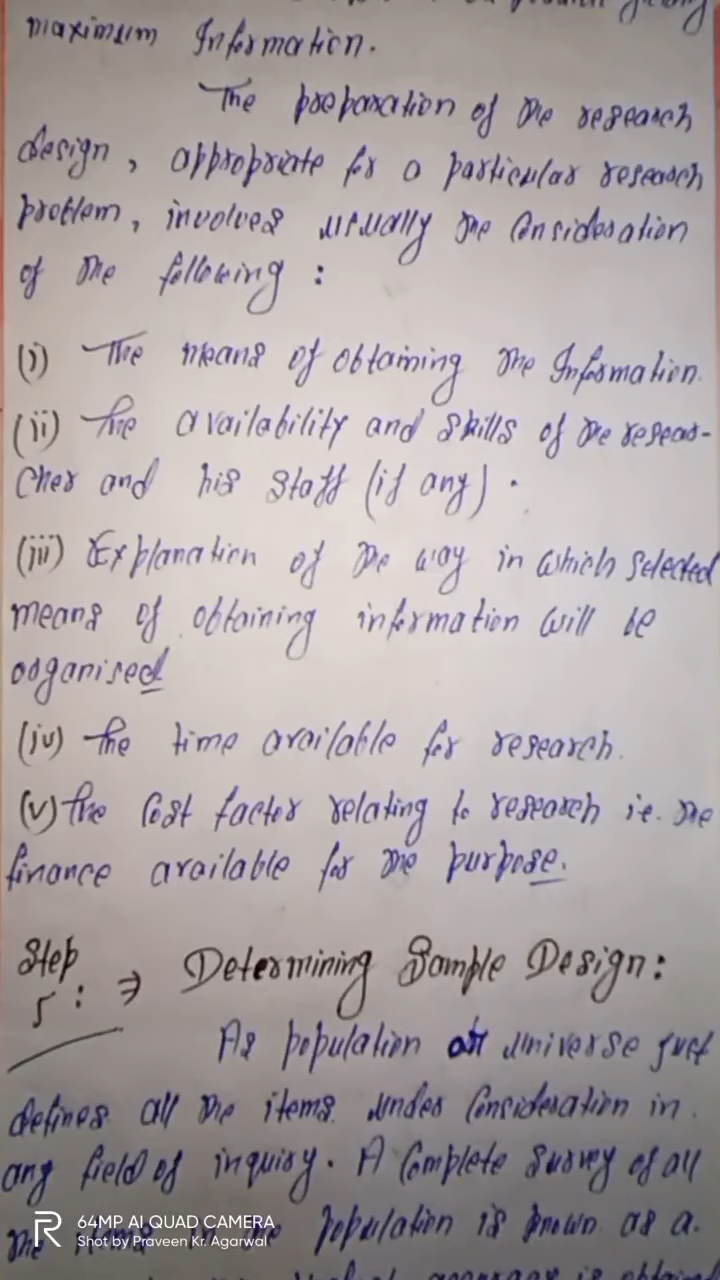 maximum Information.
The preparation of the research
design, appropriate for a particular research
problem, involves usually the Consideration
of the following :
(i) The means of obtaining the Information.
(ii) The availability and skills of the resear-
cher and his staff (if any).
(iii) Explanation of the way in which selected
means of obtaining information will be
organised
(iv) The time available for research.
(v) The Cost factor relating to research i.e. the
finance available for the purpose.
Step 5: ⇒ Determining Sample Design:
As population universe just
defines all the items under Consideration in
any field of inquiry. A Complete Survey of all
the population is known as a
64MP AI QUAD CAMERA
Shot by Praveen Kr. Agarwal
is obtained